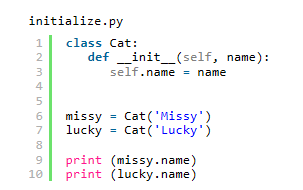 initialize.py
1 class Cat:
2    def __init__(self, name):
3       self.name = name
4
5
6 missy = Cat('Missy')
7 lucky = Cat('Lucky')
8
9 print (missy.name)
10 print (lucky.name)